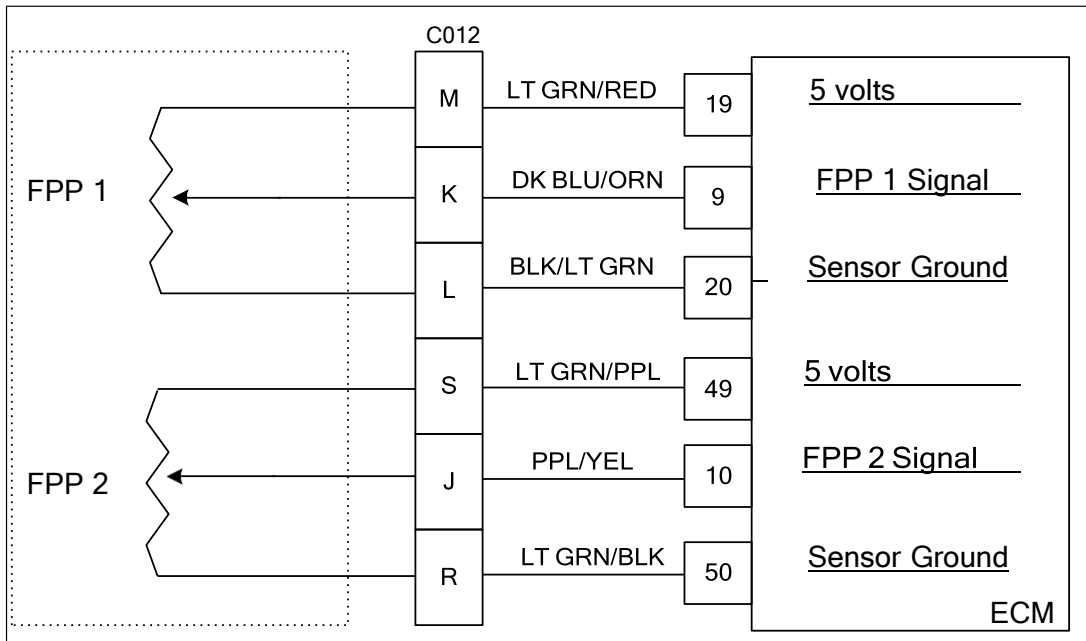 C012
M LT GRN/RED 19 5 volts
FPP 1 K DK BLU/ORN 9 FPP 1 Signal
L BLK/LT GRN 20 Sensor Ground
S LT GRN/PPL 49 5 volts
FPP 2 J PPL/YEL 10 FPP 2 Signal
R LT GRN/BLK 50 Sensor Ground
ECM